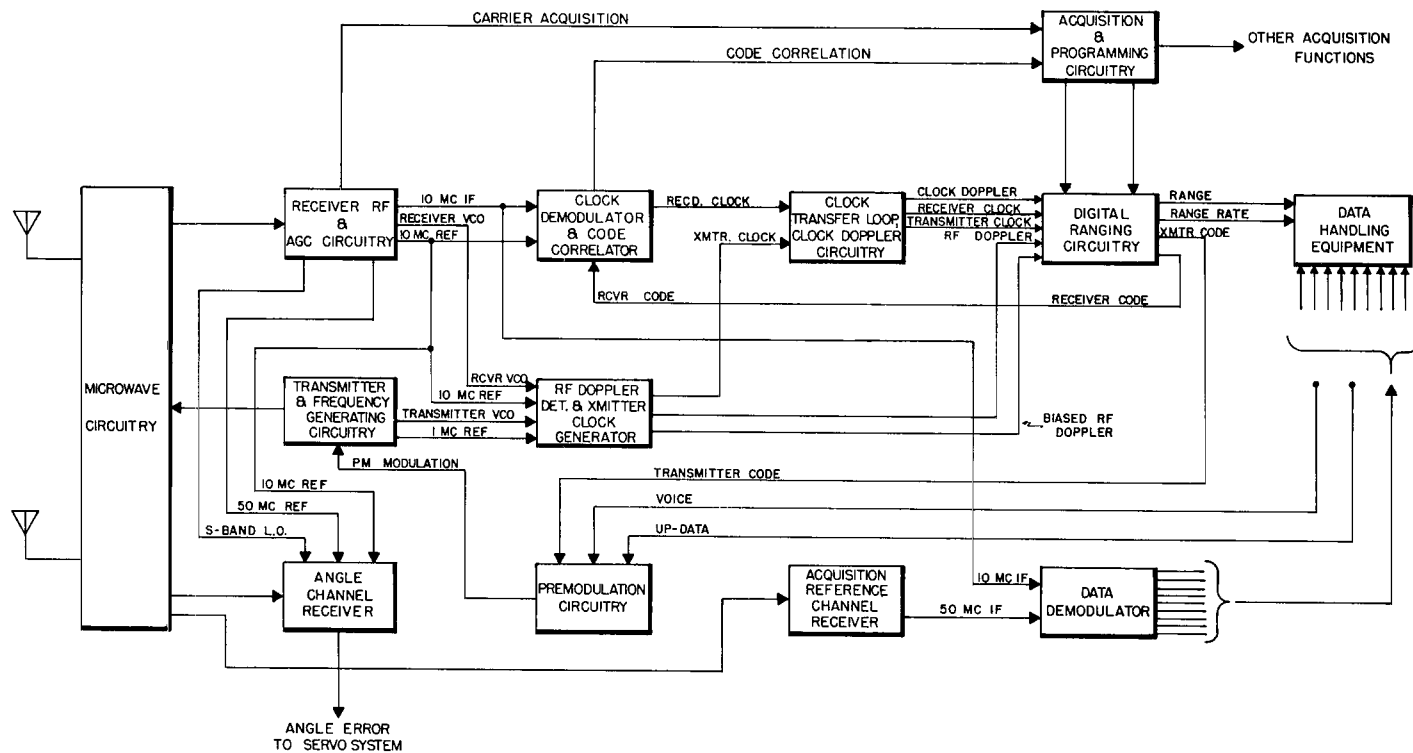 CARRIER ACQUISITION
ACQUISITION
&
PROGRAMMING
CIRCUITRY
OTHER ACQUISITION
FUNCTIONS
CODE CORRELATION
RECEIVER RF
&
AGC CIRCUITRY
10 MC IF
RECEIVER VCO
10 MC REF
CLOCK
DEMODULATOR
& CODE
CORRELATOR
RECD. CLOCK
XMTR. CLOCK
CLOCK
TRANSFER LOOP,
CLOCK DOPPLER
CIRCUITRY
CLOCK DOPPLER
RECEIVER CLOCK
TRANSMITTER CLOCK
RF DOPPLER
DIGITAL
RANGING
CIRCUITRY
RANGE
RANGE RATE
XMTR CODE
DATA
HANDLING
EQUIPMENT
RCVR CODE
RECEIVER CODE
MICROWAVE
CIRCUITRY
TRANSMITTER
& FREQUENCY
GENERATING
CIRCUITRY
RCVR VCO
10 MC REF
TRANSMITTER VCO
1 MC REF
RF DOPPLER
DET. & XMITTER
CLOCK
GENERATOR
BIASED RF
DOPPLER
PM MODULATION
TRANSMITTER CODE
10 MC REF
VOICE
50 MC REF
S-BAND L.O.
UP-DATA
ANGLE
CHANNEL
RECEIVER
PREMODULATION
CIRCUITRY
ACQUISITION
REFERENCE
CHANNEL
RECEIVER
10 MC IF
50 MC IF
DATA
DEMODULATOR
ANGLE ERROR
TO SERVO SYSTEM